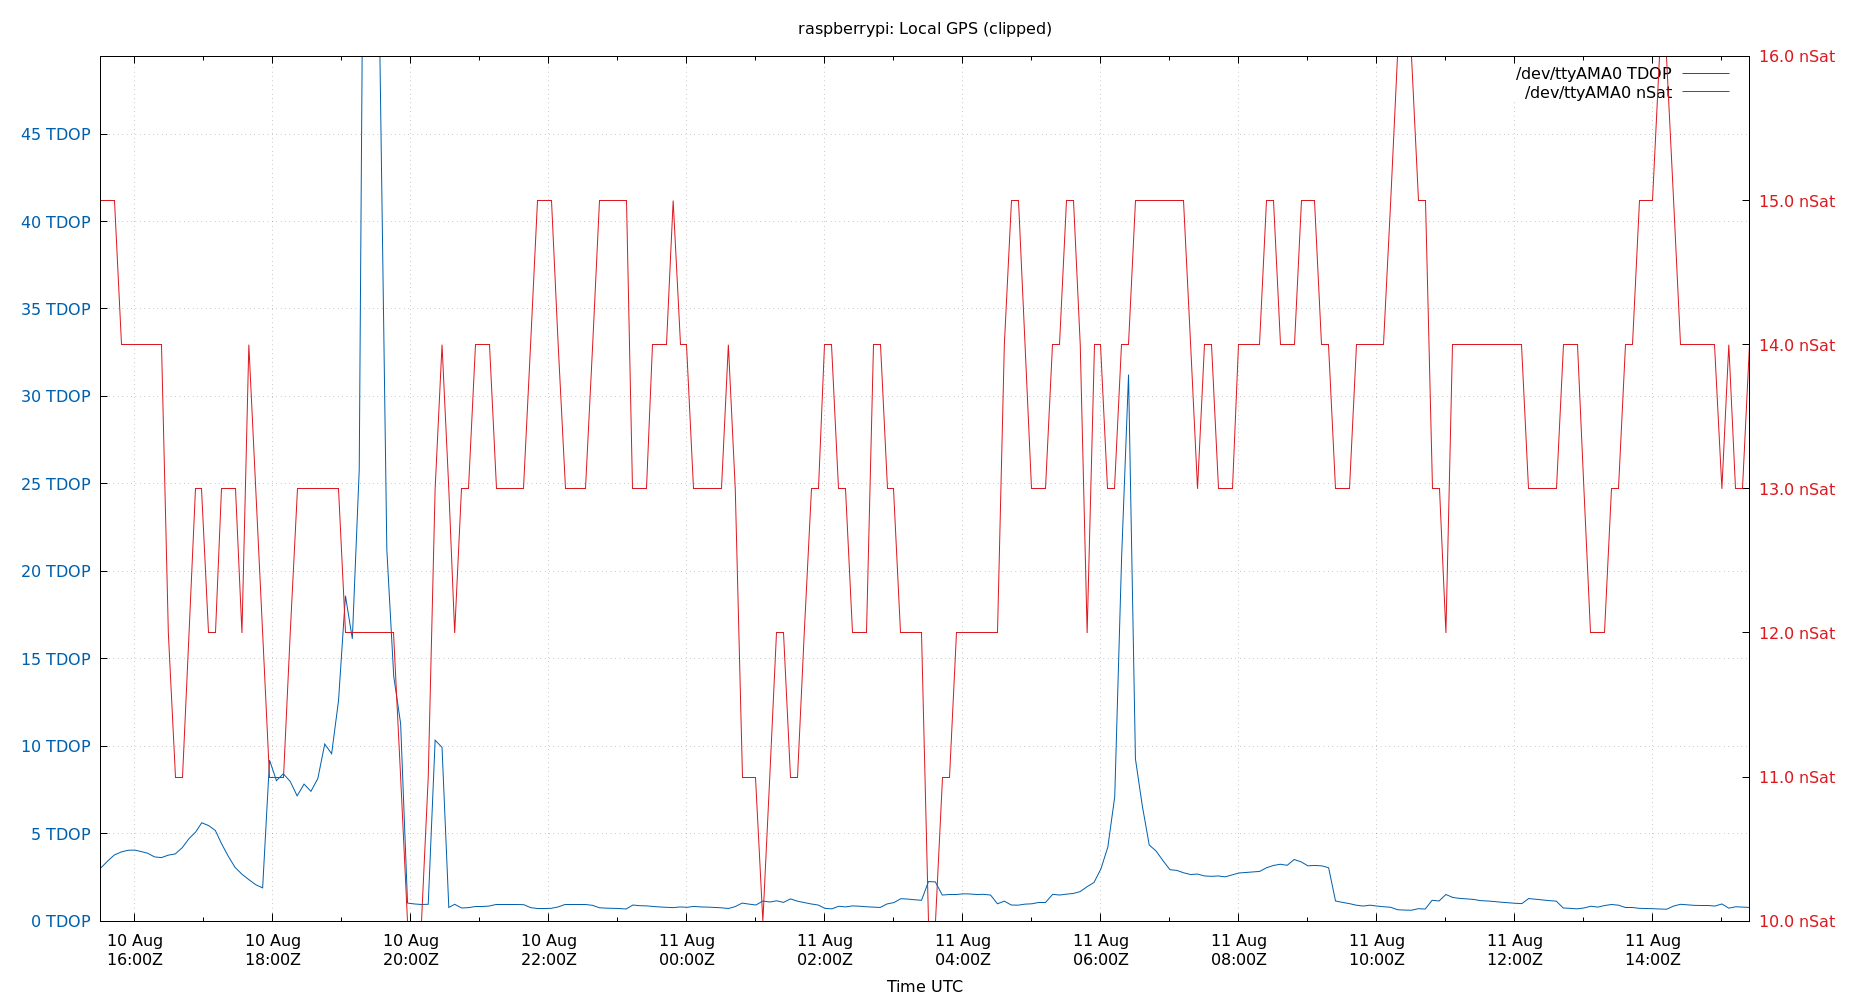 raspberrypi: Local GPS (clipped)
/dev/ttyAMA0 TDOP
/dev/ttyAMA0 nSat
45 TDOP
40 TDOP
35 TDOP
30 TDOP
25 TDOP
20 TDOP
15 TDOP
10 TDOP
5 TDOP
0 TDOP
16.0 nSat
15.0 nSat
14.0 nSat
13.0 nSat
12.0 nSat
11.0 nSat
10.0 nSat
10 Aug
16:00Z
10 Aug
18:00Z
10 Aug
20:00Z
10 Aug
22:00Z
11 Aug
00:00Z
11 Aug
02:00Z
11 Aug
04:00Z
11 Aug
06:00Z
11 Aug
08:00Z
11 Aug
10:00Z
11 Aug
12:00Z
11 Aug
14:00Z
Time UTC